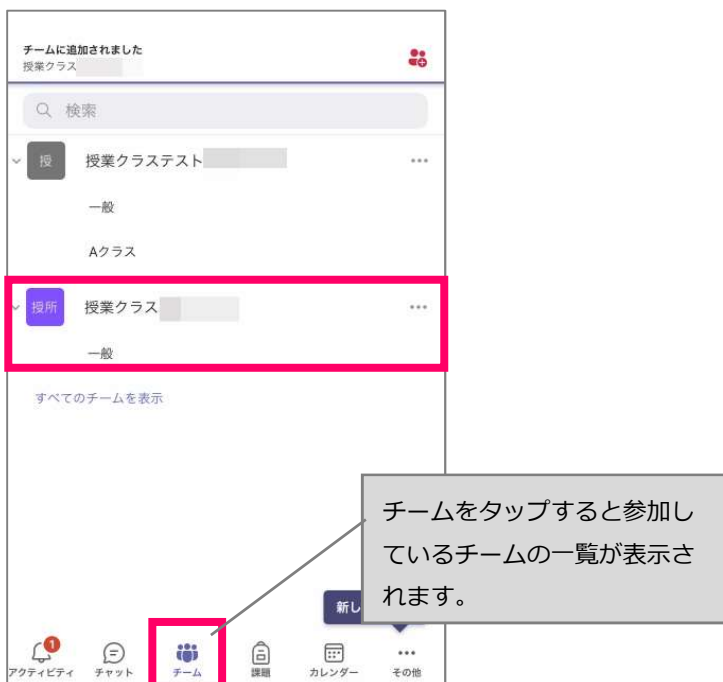 チームに追加されました
授業クラス
検索
授 授業クラステスト
一般
Aクラス
授所 授業クラス
一般
すべてのチームを表示
チームをタップすると参加し
ているチームの一覧が表示さ
れます。
新し
1
アクティビティ チャット チーム 課題 カレンダー その他